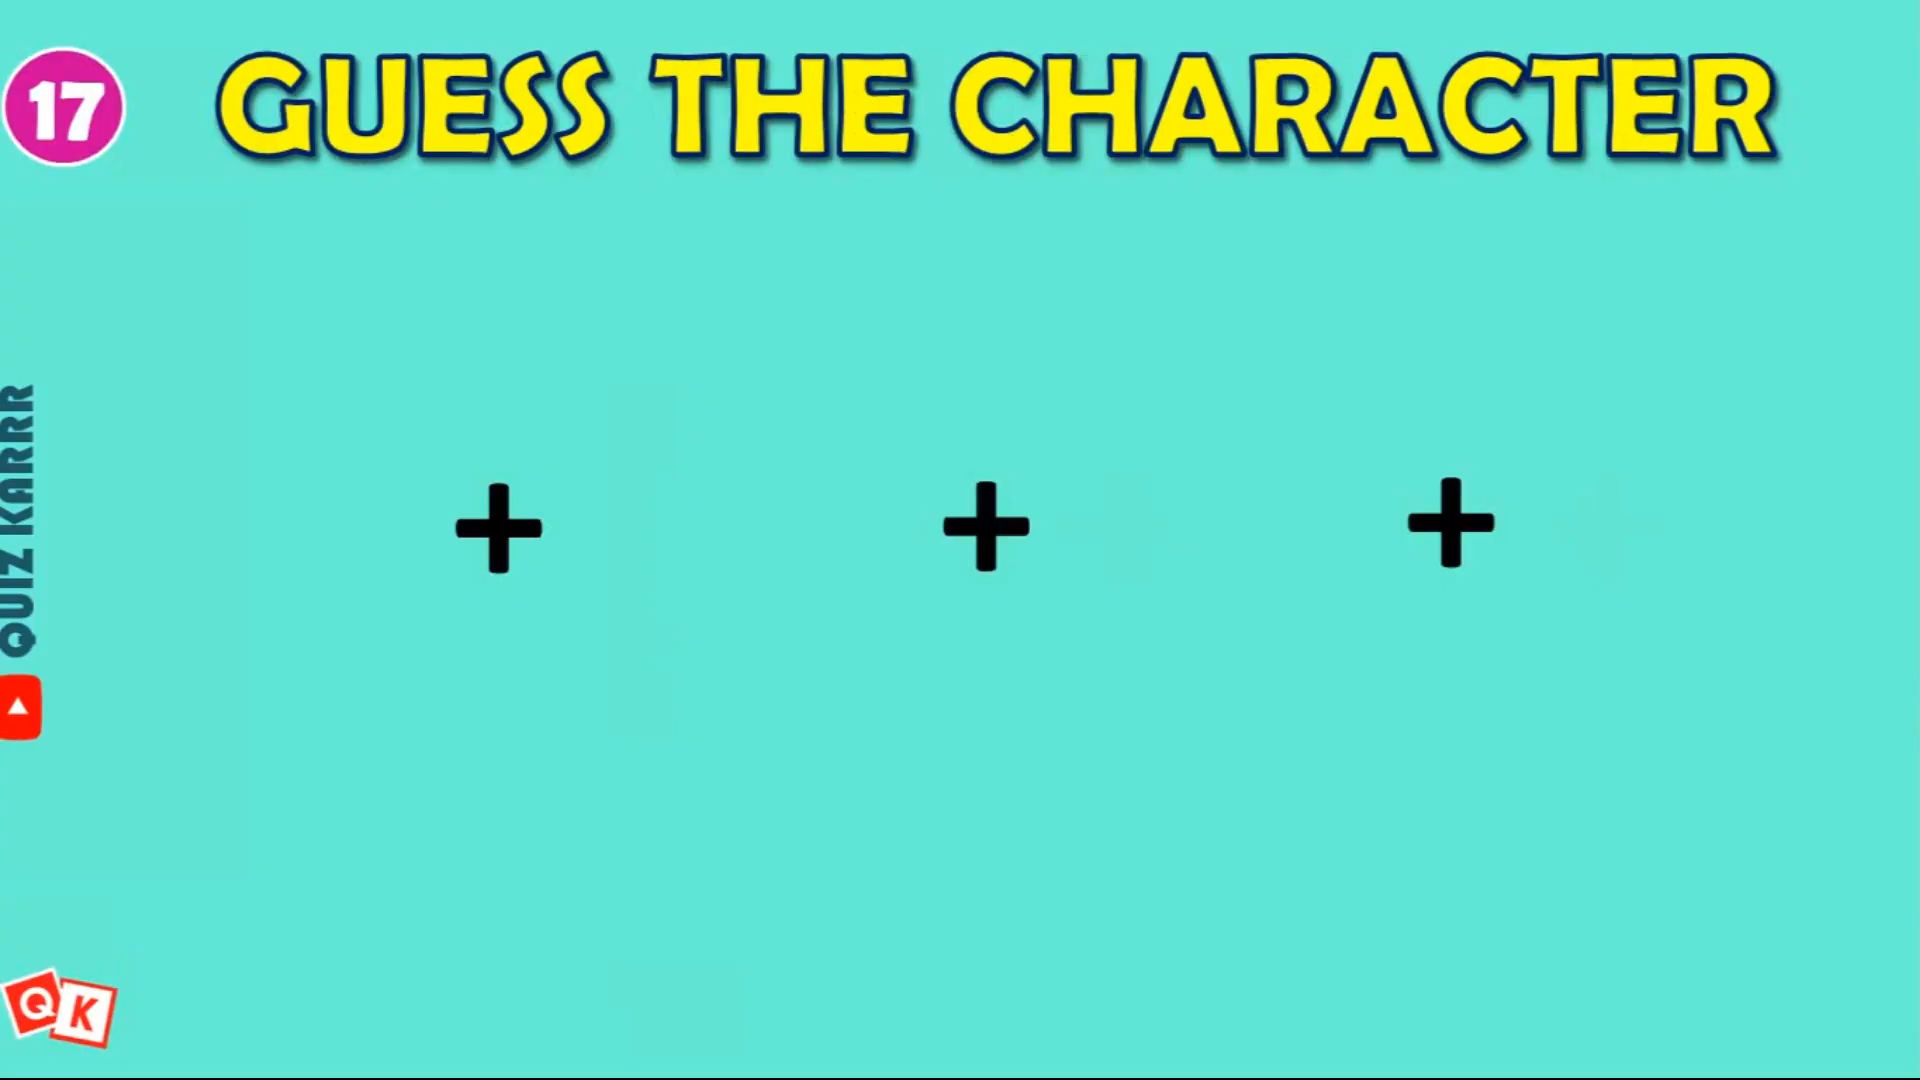 17
GUESS THE CHARACTER
QUIZ KARRR
+ + +
QK